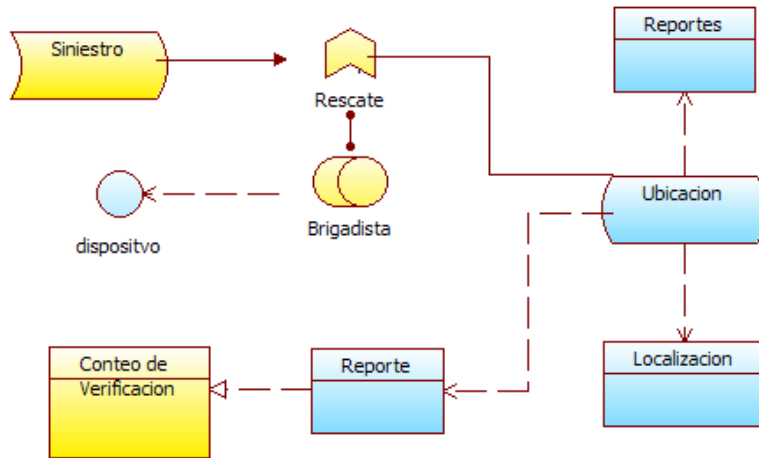 Siniestro
Reportes
Rescate
Ubicacion
dispositvo
Brigadista
Conteo de
Verificacion
Reporte
Localizacion